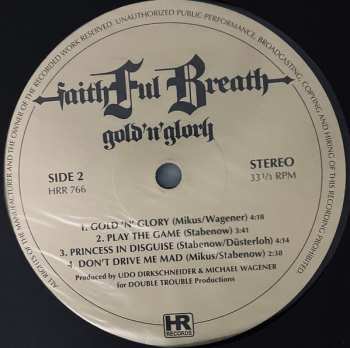 ALL RIGHTS OF THE MANUFACTURER AND THE OWNER OF THE RECORDED WORK RESERVED. UNAUTHORIZED PUBLIC PERFORMANCE, BROADCASTING, COPYING AND HIRING OF THIS RECORDING PROHIBITED.
faithFul Breath
gold'n'glory
SIDE 2
HRR 766
STEREO
33 1/3 RPM
1. GOLD 'N' GLORY (Mikus/Wagener) 4:18
2. PLAY THE GAME (Stabenow) 3:41
3. PRINCESS IN DISGUISE (Stabenow/Düsterloh) 4:14
4. DON'T DRIVE ME MAD (Mikus/Stabenow) 2:38
Produced by UDO DIRKSCHNEIDER & MICHAEL WAGENER
for DOUBLE TROUBLE Productions
HR
RECORDS